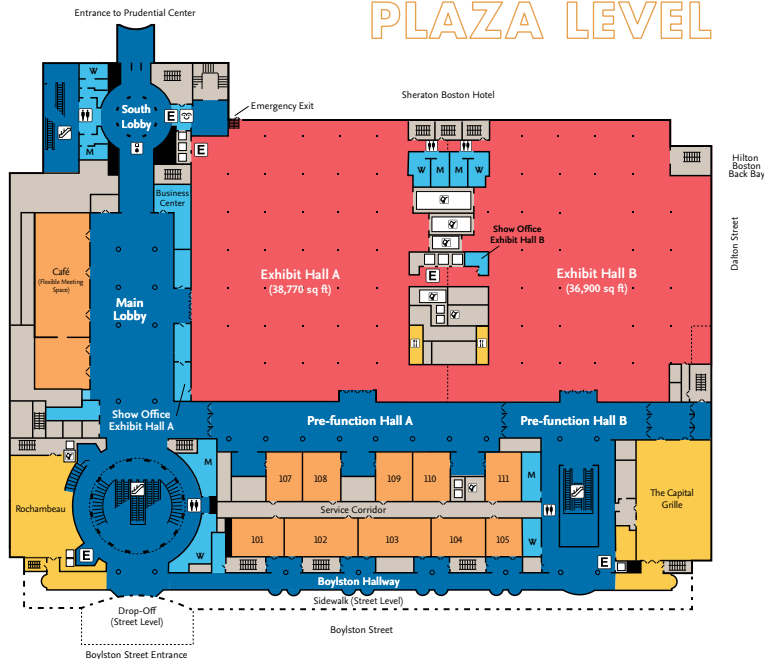 PLAZA LEVEL
Entrance to Prudential Center
W
South
Lobby
E
M
Emergency Exit
E
Sheraton Boston Hotel
Hilton
Boston
Back Bay
Dalton Street
W
M
M
W
Business
Center
Show Office
Exhibit Hall B
E
Café
(Flexible Meeting
Space)
Main
Lobby
Exhibit Hall A
(38,770 sq ft)
Exhibit Hall B
(36,900 sq ft)
Show Office
Exhibit Hall A
Pre-function Hall A
Pre-function Hall B
M
107
108
109
110
111
M
Rochambeau
Service Corridor
The Capital
Grille
101
102
103
104
105
W
W
E
E
Boylston Hallway
Sidewalk (Street Level)
Drop-Off
(Street Level)
Boylston Street
Boylston Street Entrance